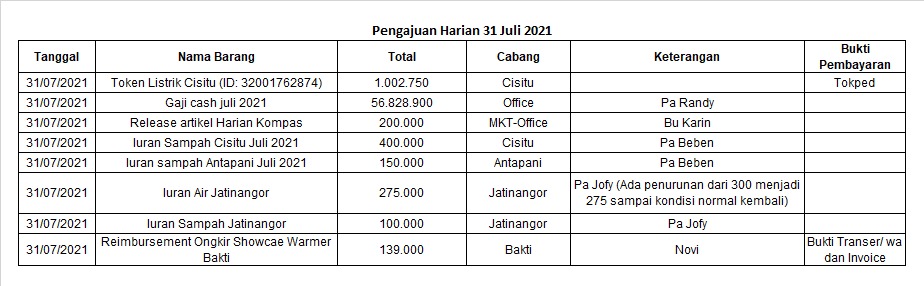 Pengajuan Harian 31 Juli 2021
Tanggal Nama Barang Total Cabang Keterangan Bukti Pembayaran
31/07/2021 Token Listrik Cisitu (ID: 32001762874) 1.002.750 Cisitu Tokped
31/07/2021 Gaji cash juli 2021 56.828.900 Office Pa Randy
31/07/2021 Release artikel Harian Kompas 200.000 MKT-Office Bu Karin
31/07/2021 Iuran Sampah Cisitu Juli 2021 400.000 Cisitu Pa Beben
31/07/2021 Iuran sampah Antapani Juli 2021 150.000 Antapani Pa Beben
31/07/2021 Iuran Air Jatinangor 275.000 Jatinangor Pa Jofy (Ada penurunan dari 300 menjadi 275 sampai kondisi normal kembali)
31/07/2021 Iuran Sampah Jatinangor 100.000 Jatinangor Pa Jofy
31/07/2021 Reimbursement Ongkir Showcae Warmer Bakti 139.000 Bakti Novi Bukti Transer/ wa dan Invoice